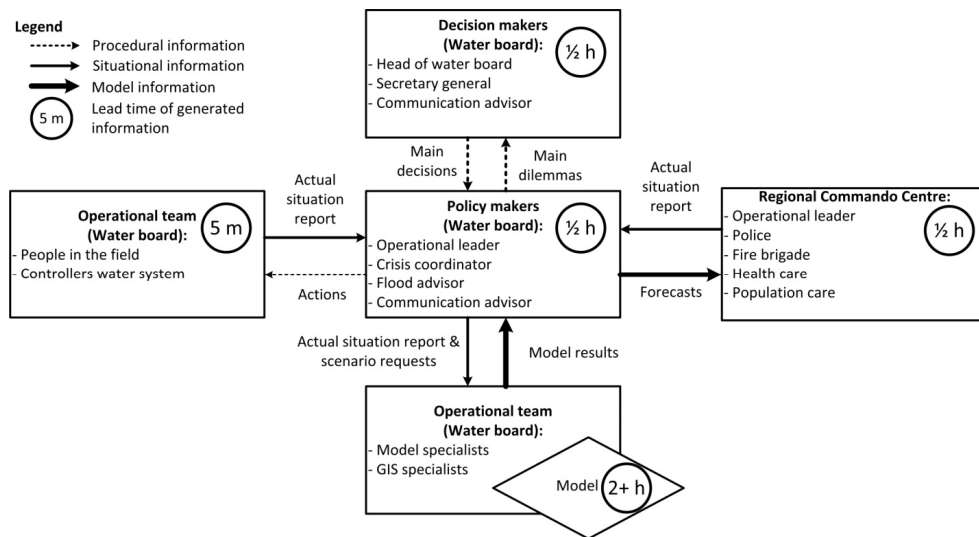 Legend
Procedural information
Situational information
Model information
5 m
Lead time of generated
information
Decision makers
(Water board):
½ h
- Head of water board
- Secretary general
- Communication advisor
Main
decisions
Main
dilemmas
Actual
situation
report
Actual
situation
report
Operational team
(Water board):
5 m
- People in the field
- Controllers water system
Actions
Policy makers
(Water board):
½ h
- Operational leader
- Crisis coordinator
- Flood advisor
- Communication advisor
Forecasts
Regional Commando Centre:
½ h
- Operational leader
- Police
- Fire brigade
- Health care
- Population care
Actual situation report &
scenario requests
Model results
Operational team
(Water board):
- Model specialists
- GIS specialists
Model
2+ h